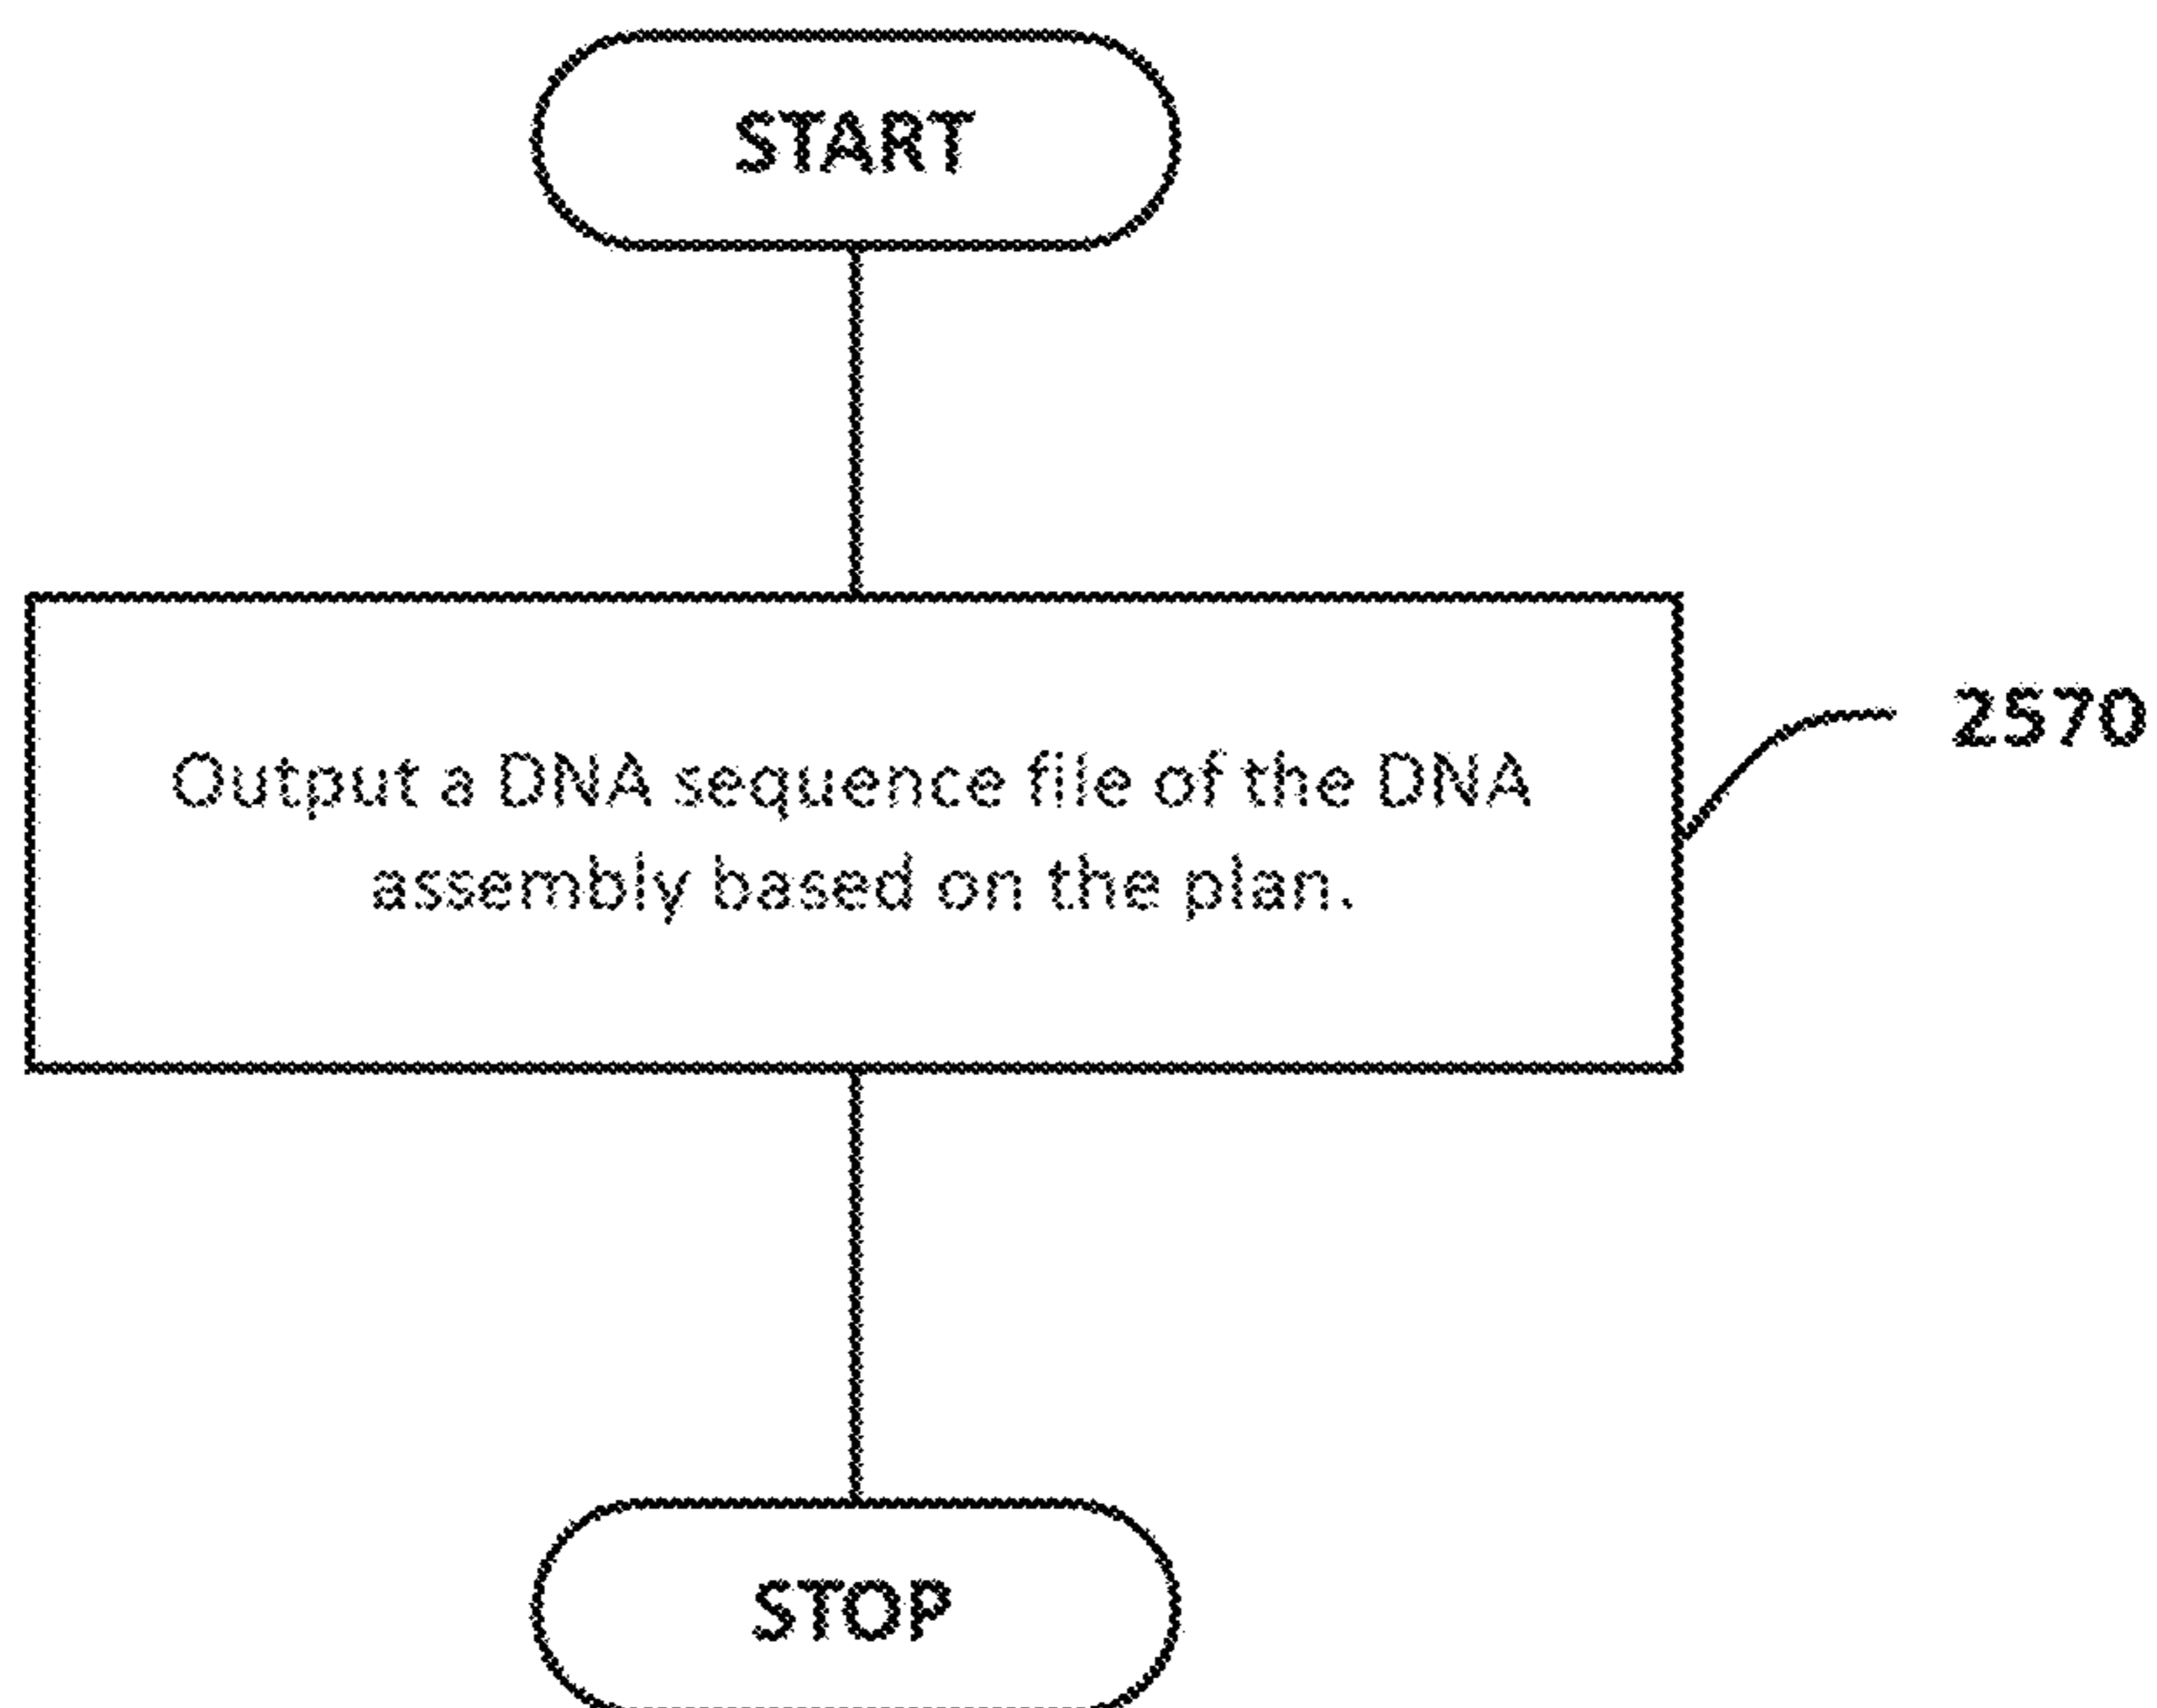 START
2570
Output a DNA sequence file of the DNA
assembly based on the plan.
STOP